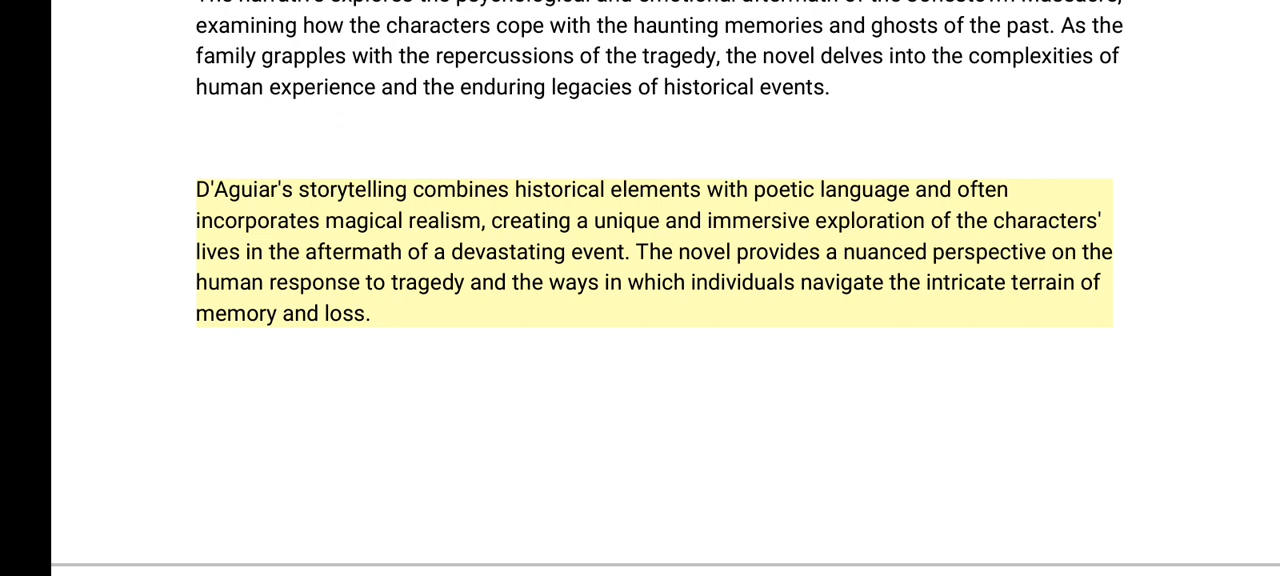 examining how the characters cope with the haunting memories and ghosts of the past. As the
family grapples with the repercussions of the tragedy, the novel delves into the complexities of
human experience and the enduring legacies of historical events.
D'Aguiar's storytelling combines historical elements with poetic language and often
incorporates magical realism, creating a unique and immersive exploration of the characters'
lives in the aftermath of a devastating event. The novel provides a nuanced perspective on the
human response to tragedy and the ways in which individuals navigate the intricate terrain of
memory and loss.